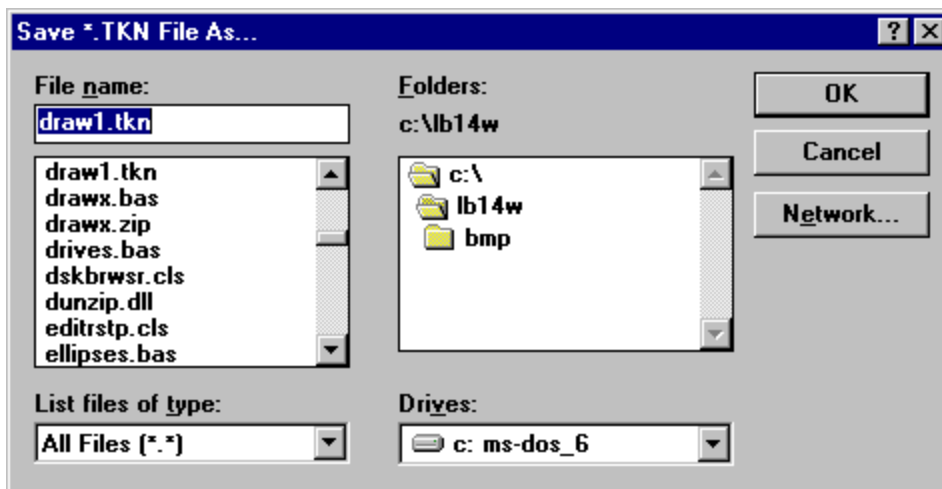 Save *.TKN File As...
File name:
draw1.tkn
draw1.tkn
drawx.bas
drawx.zip
drives.bas
dskbrwsr.cls
dunzip.dll
editrstp.cls
ellipses.bas
List files of type:
All Files (*.*)
Folders:
c:\lb14w
c:\
lb14w
bmp
Drives:
c: ms-dos_6
OK
Cancel
Network...